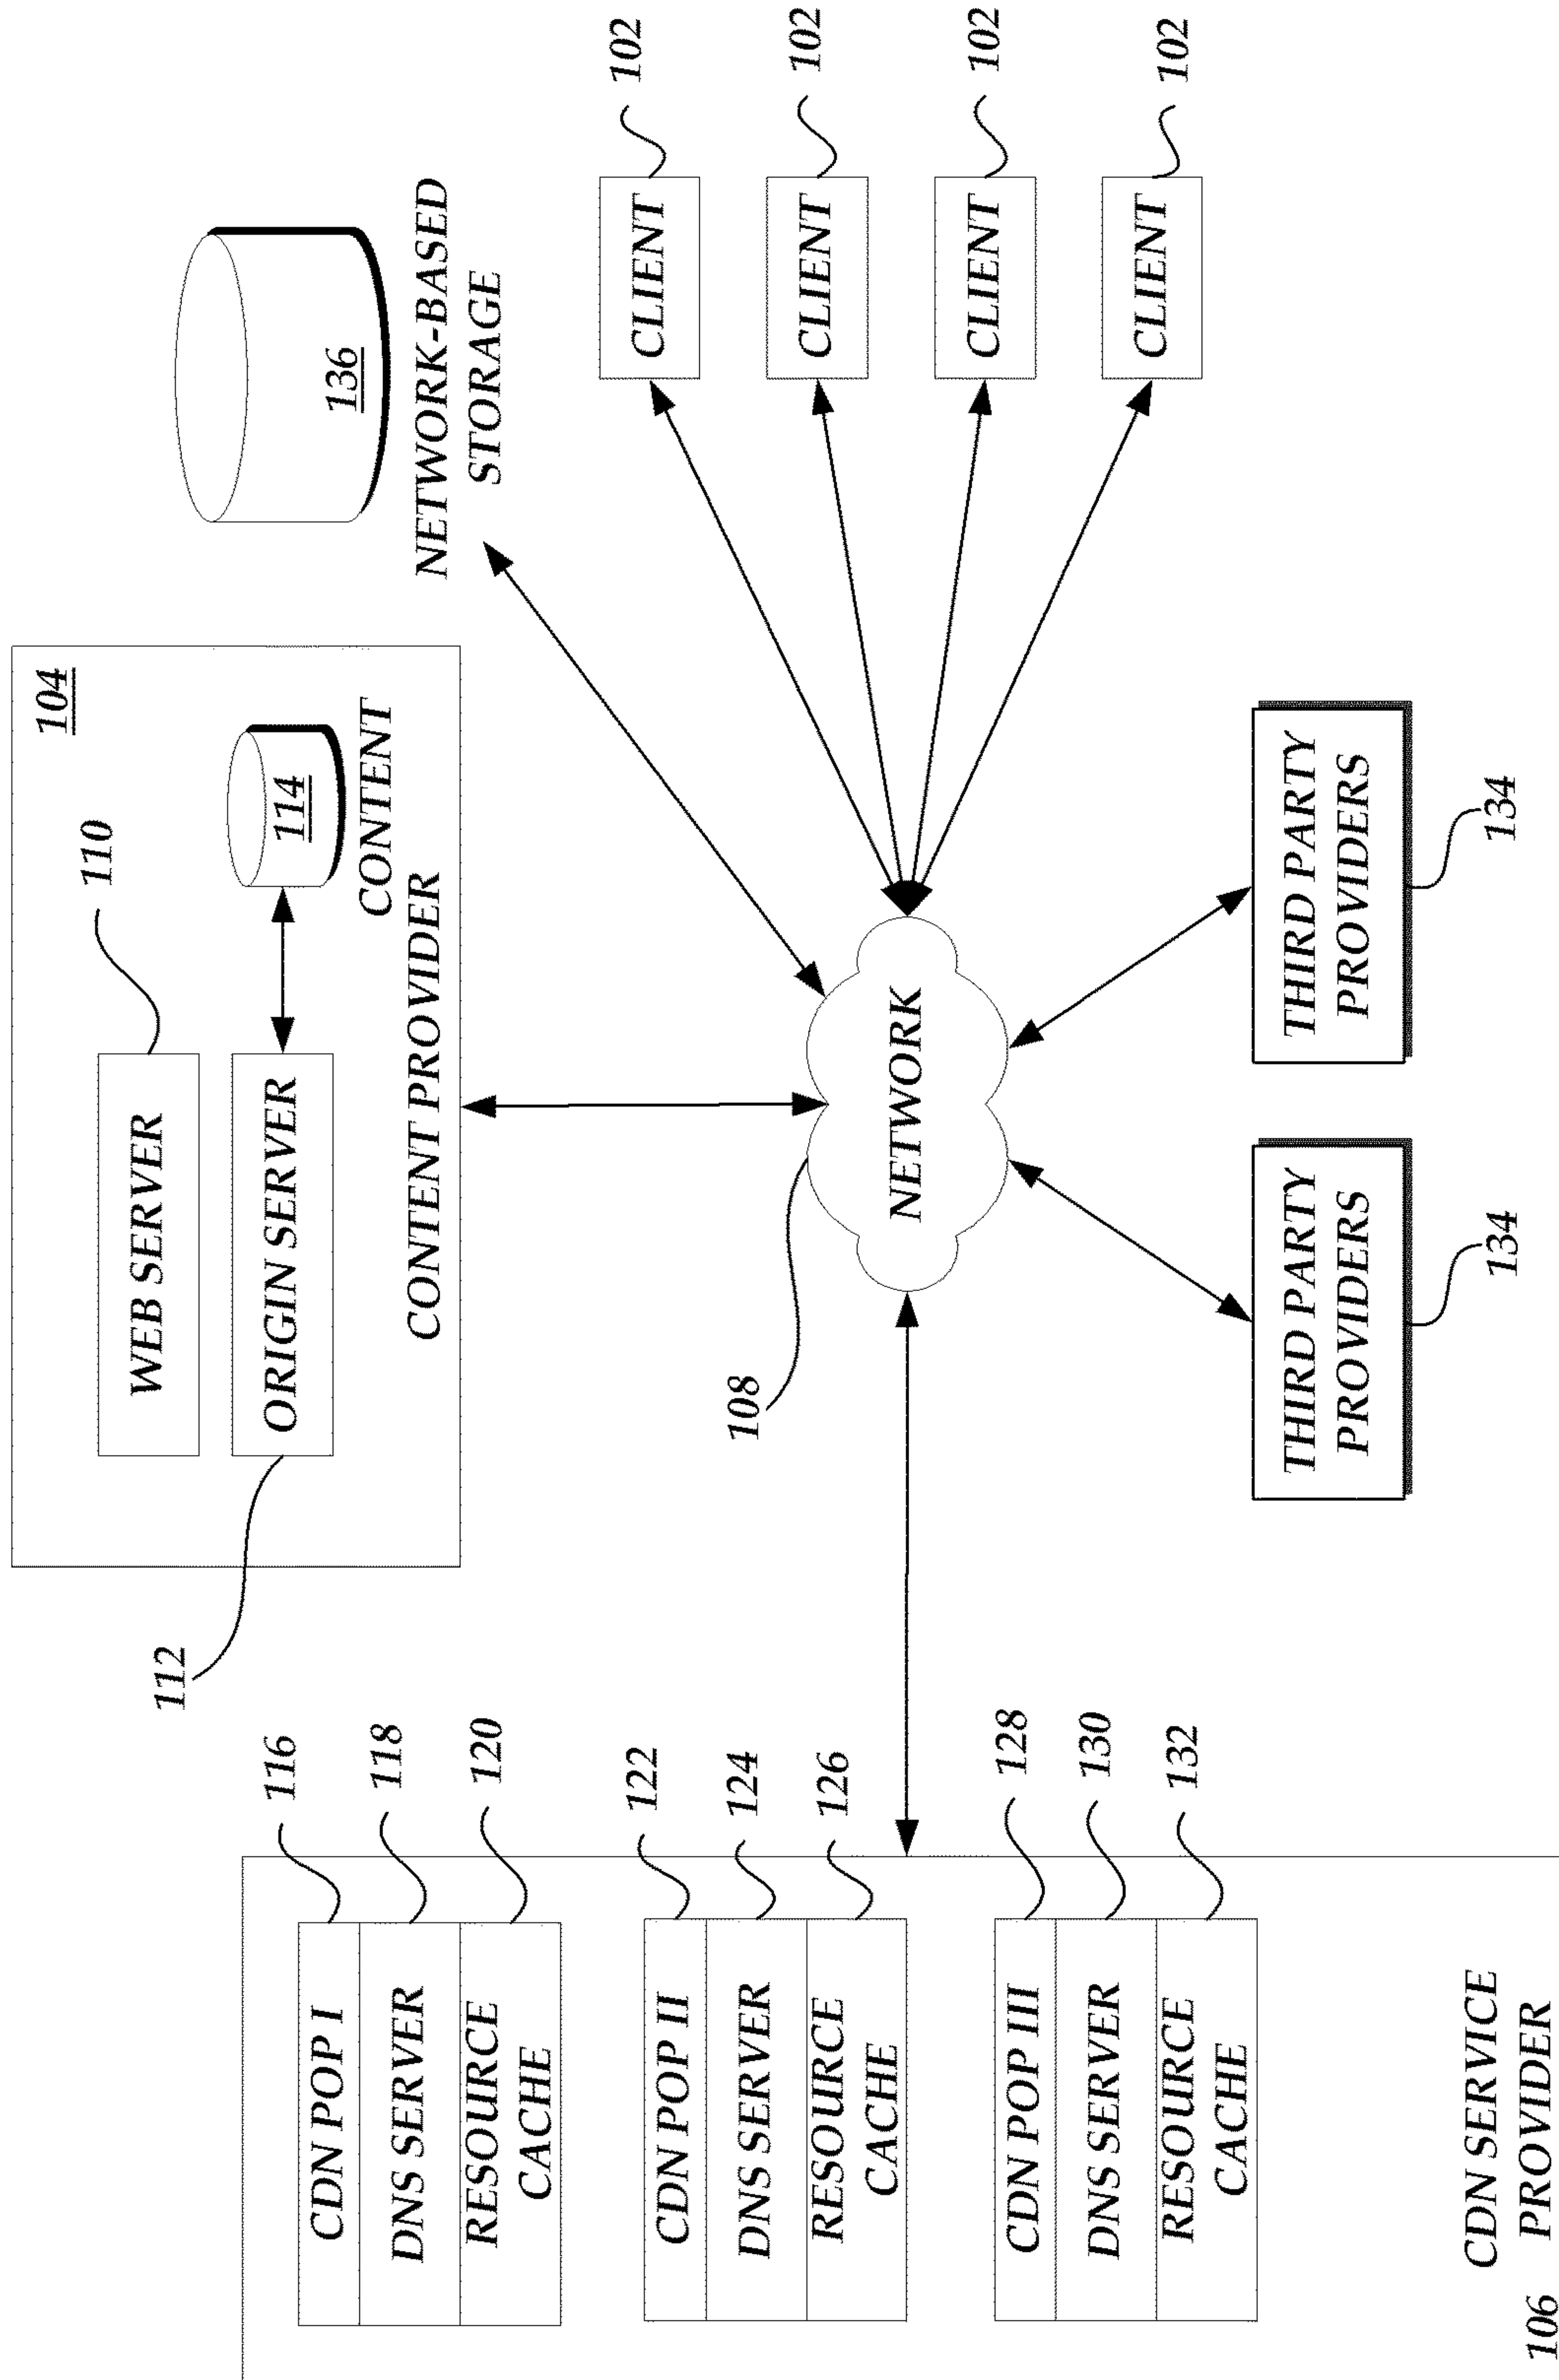 104
WEB SERVER
110
ORIGIN SERVER
112
114
CONTENT
CONTENT PROVIDER
136
NETWORK-BASED
STORAGE
CDN POP I
116
DNS SERVER
118
RESOURCE
CACHE
120
CDN POP II
122
DNS SERVER
124
RESOURCE
CACHE
126
CDN POP III
128
DNS SERVER
130
RESOURCE
CACHE
132
CDN SERVICE
PROVIDER
106
108
NETWORK
CLIENT
102
CLIENT
102
CLIENT
102
CLIENT
102
THIRD PARTY
PROVIDERS
134
THIRD PARTY
PROVIDERS
134